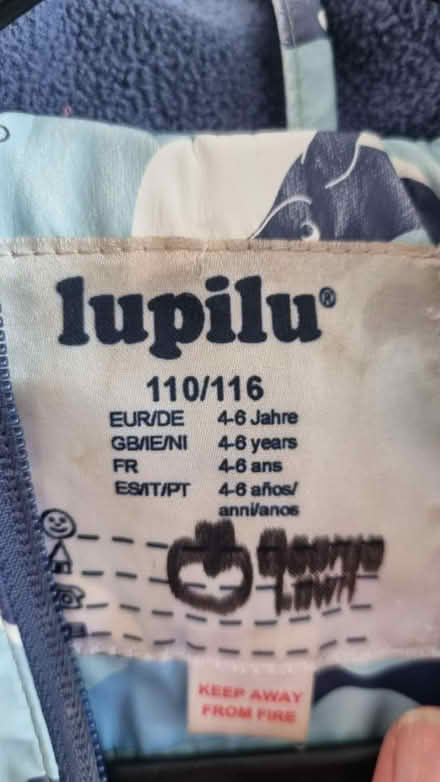 lupilu®
110/116
EUR/DE 4-6 Jahre
GB/IE/NI 4-6 years
FR 4-6 ans
ES/IT/PT 4-6 años/
anni/anos
KEEP AWAY
FROM FIRE